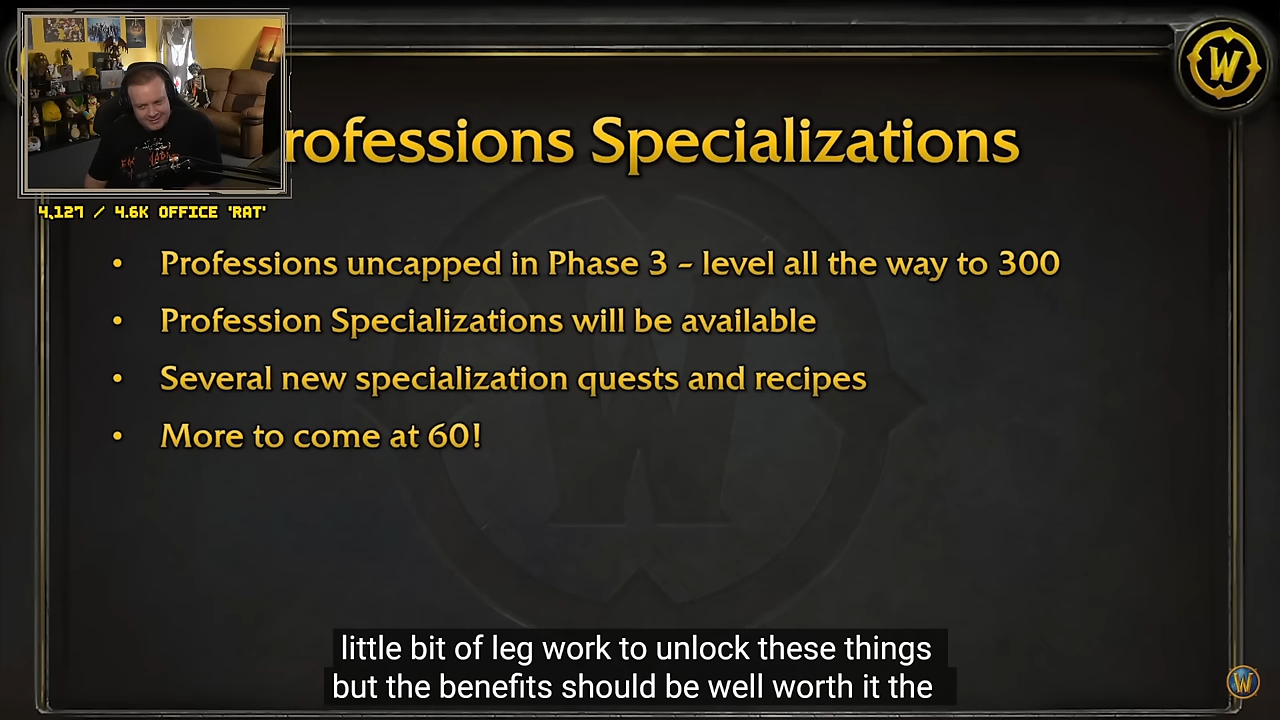 rofessions Specializations
4,127 / 4.6K OFFICE 'RAT'
• Professions uncapped in Phase 3 – level all the way to 300
• Profession Specializations will be available
• Several new specialization quests and recipes
• More to come at 60!
little bit of leg work to unlock these things
but the benefits should be well worth it the